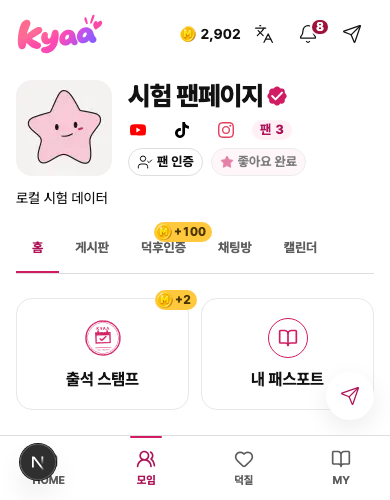 kyaa
2,902
8
시험 팬페이지
팬 3
팬 인증
좋아요 완료
로컬 시험 데이터
+100
홈
게시판
덕후인증
채팅방
캘린더
+2
출석 스탬프
내 패스포트
N
HOME
모임
덕질
MY